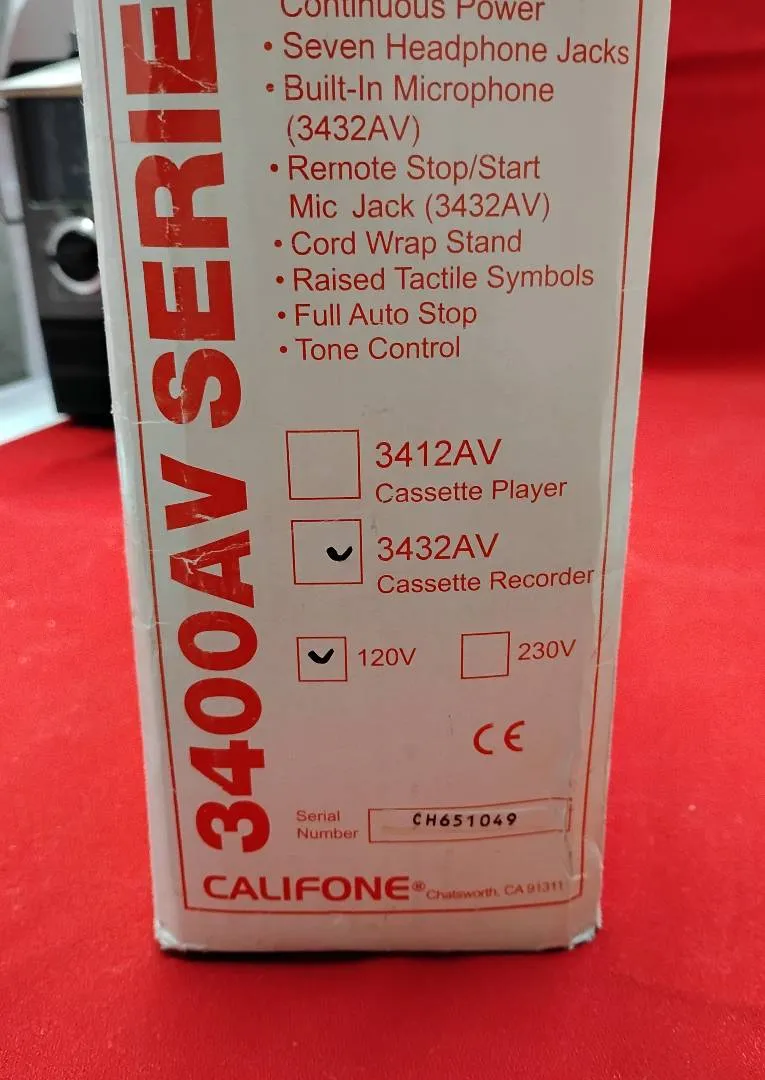 Continuous Power
• Seven Headphone Jacks
• Built-In Microphone
(3432AV)
• Remote Stop/Start
Mic Jack (3432AV)
• Cord Wrap Stand
• Raised Tactile Symbols
• Full Auto Stop
• Tone Control
3400AV SERIE
3412AV
Cassette Player
3432AV
Cassette Recorder
120V 230V
CE
Serial
Number CH651049
CALIFONE® Chatsworth, CA 91311